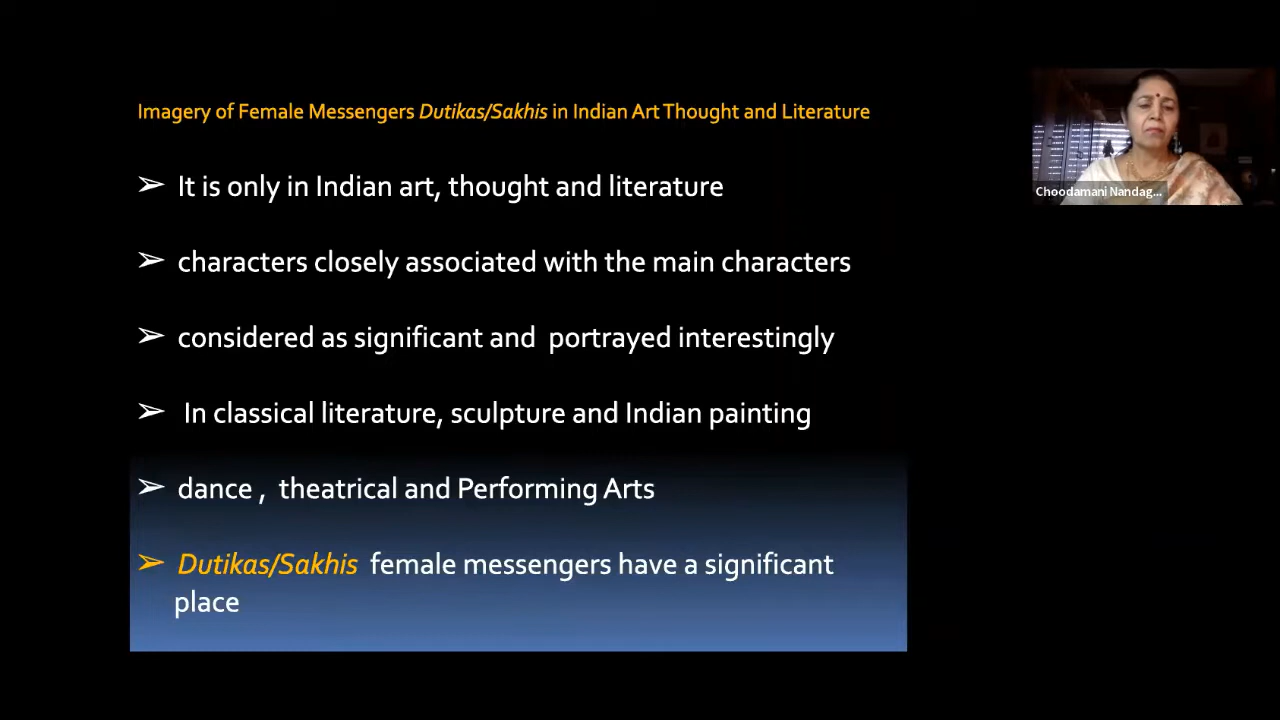 Imagery of Female Messengers Dutikas/Sakhis in Indian Art Thought and Literature
➢ It is only in Indian art, thought and literature
➢ characters closely associated with the main characters
➢ considered as significant and portrayed interestingly
➢ In classical literature, sculpture and Indian painting
➢ dance , theatrical and Performing Arts
➢ Dutikas/Sakhis female messengers have a significant
place
Choodamani Nandag...